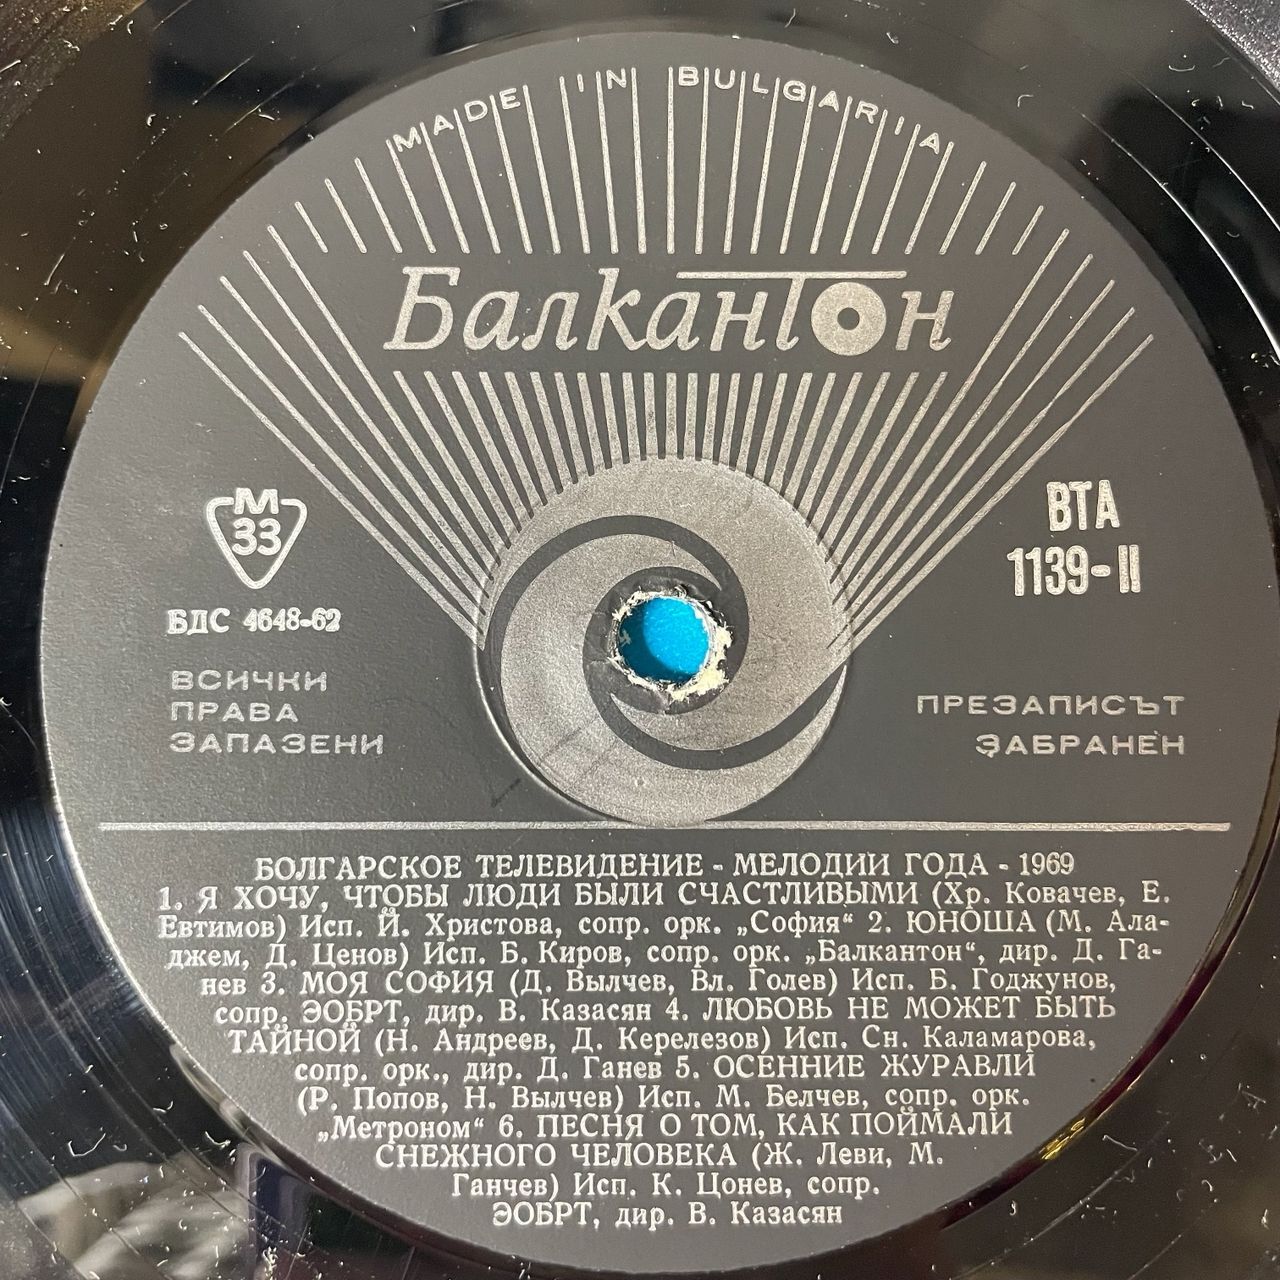 MADE IN BULGARIA
Балкантон
М
33
БДС 4648-62
ВСИЧКИ
ПРАВА
ЗАПАЗЕНИ
ВТА
1139-II
ПРЕЗАПИСЪТ
ЗАБРАНЕН
БОЛГАРСКОЕ ТЕЛЕВИДЕНИЕ - МЕЛОДИИ ГОДА - 1969
1. Я ХОЧУ, ЧТОБЫ ЛЮДИ БЫЛИ СЧАСТЛИВЫМИ (Хр. Ковачев, Е.
Евтимов) Исп. Й. Христова, сопр. орк. „София“ 2. ЮНОША (М. Ала-
джем, Д. Ценов) Исп. Б. Киров, сопр. орк. „Балкантон“, дир. Д. Га-
нев 3. МОЯ СОФИЯ (Д. Вылчев, Вл. Голев) Исп. Б. Годжунов,
сопр. ЭОБРТ, дир. В. Казасян 4. ЛЮБОВЬ НЕ МОЖЕТ БЫТЬ
ТАЙНОЙ (Н. Андреев, Д. Керелезов) Исп. Сн. Каламарова,
сопр. орк., дир. Д. Ганев 5. ОСЕННИЕ ЖУРАВЛИ
(Р. Попов, Н. Вылчев) Исп. М. Белчев, сопр. орк.
„Метроном“ 6. ПЕСНЯ О ТОМ, КАК ПОЙМАЛИ
СНЕЖНОГО ЧЕЛОВЕКА (Ж. Леви, М.
Ганчев) Исп. К. Цонев, сопр.
ЭОБРТ, дир. В. Казасян